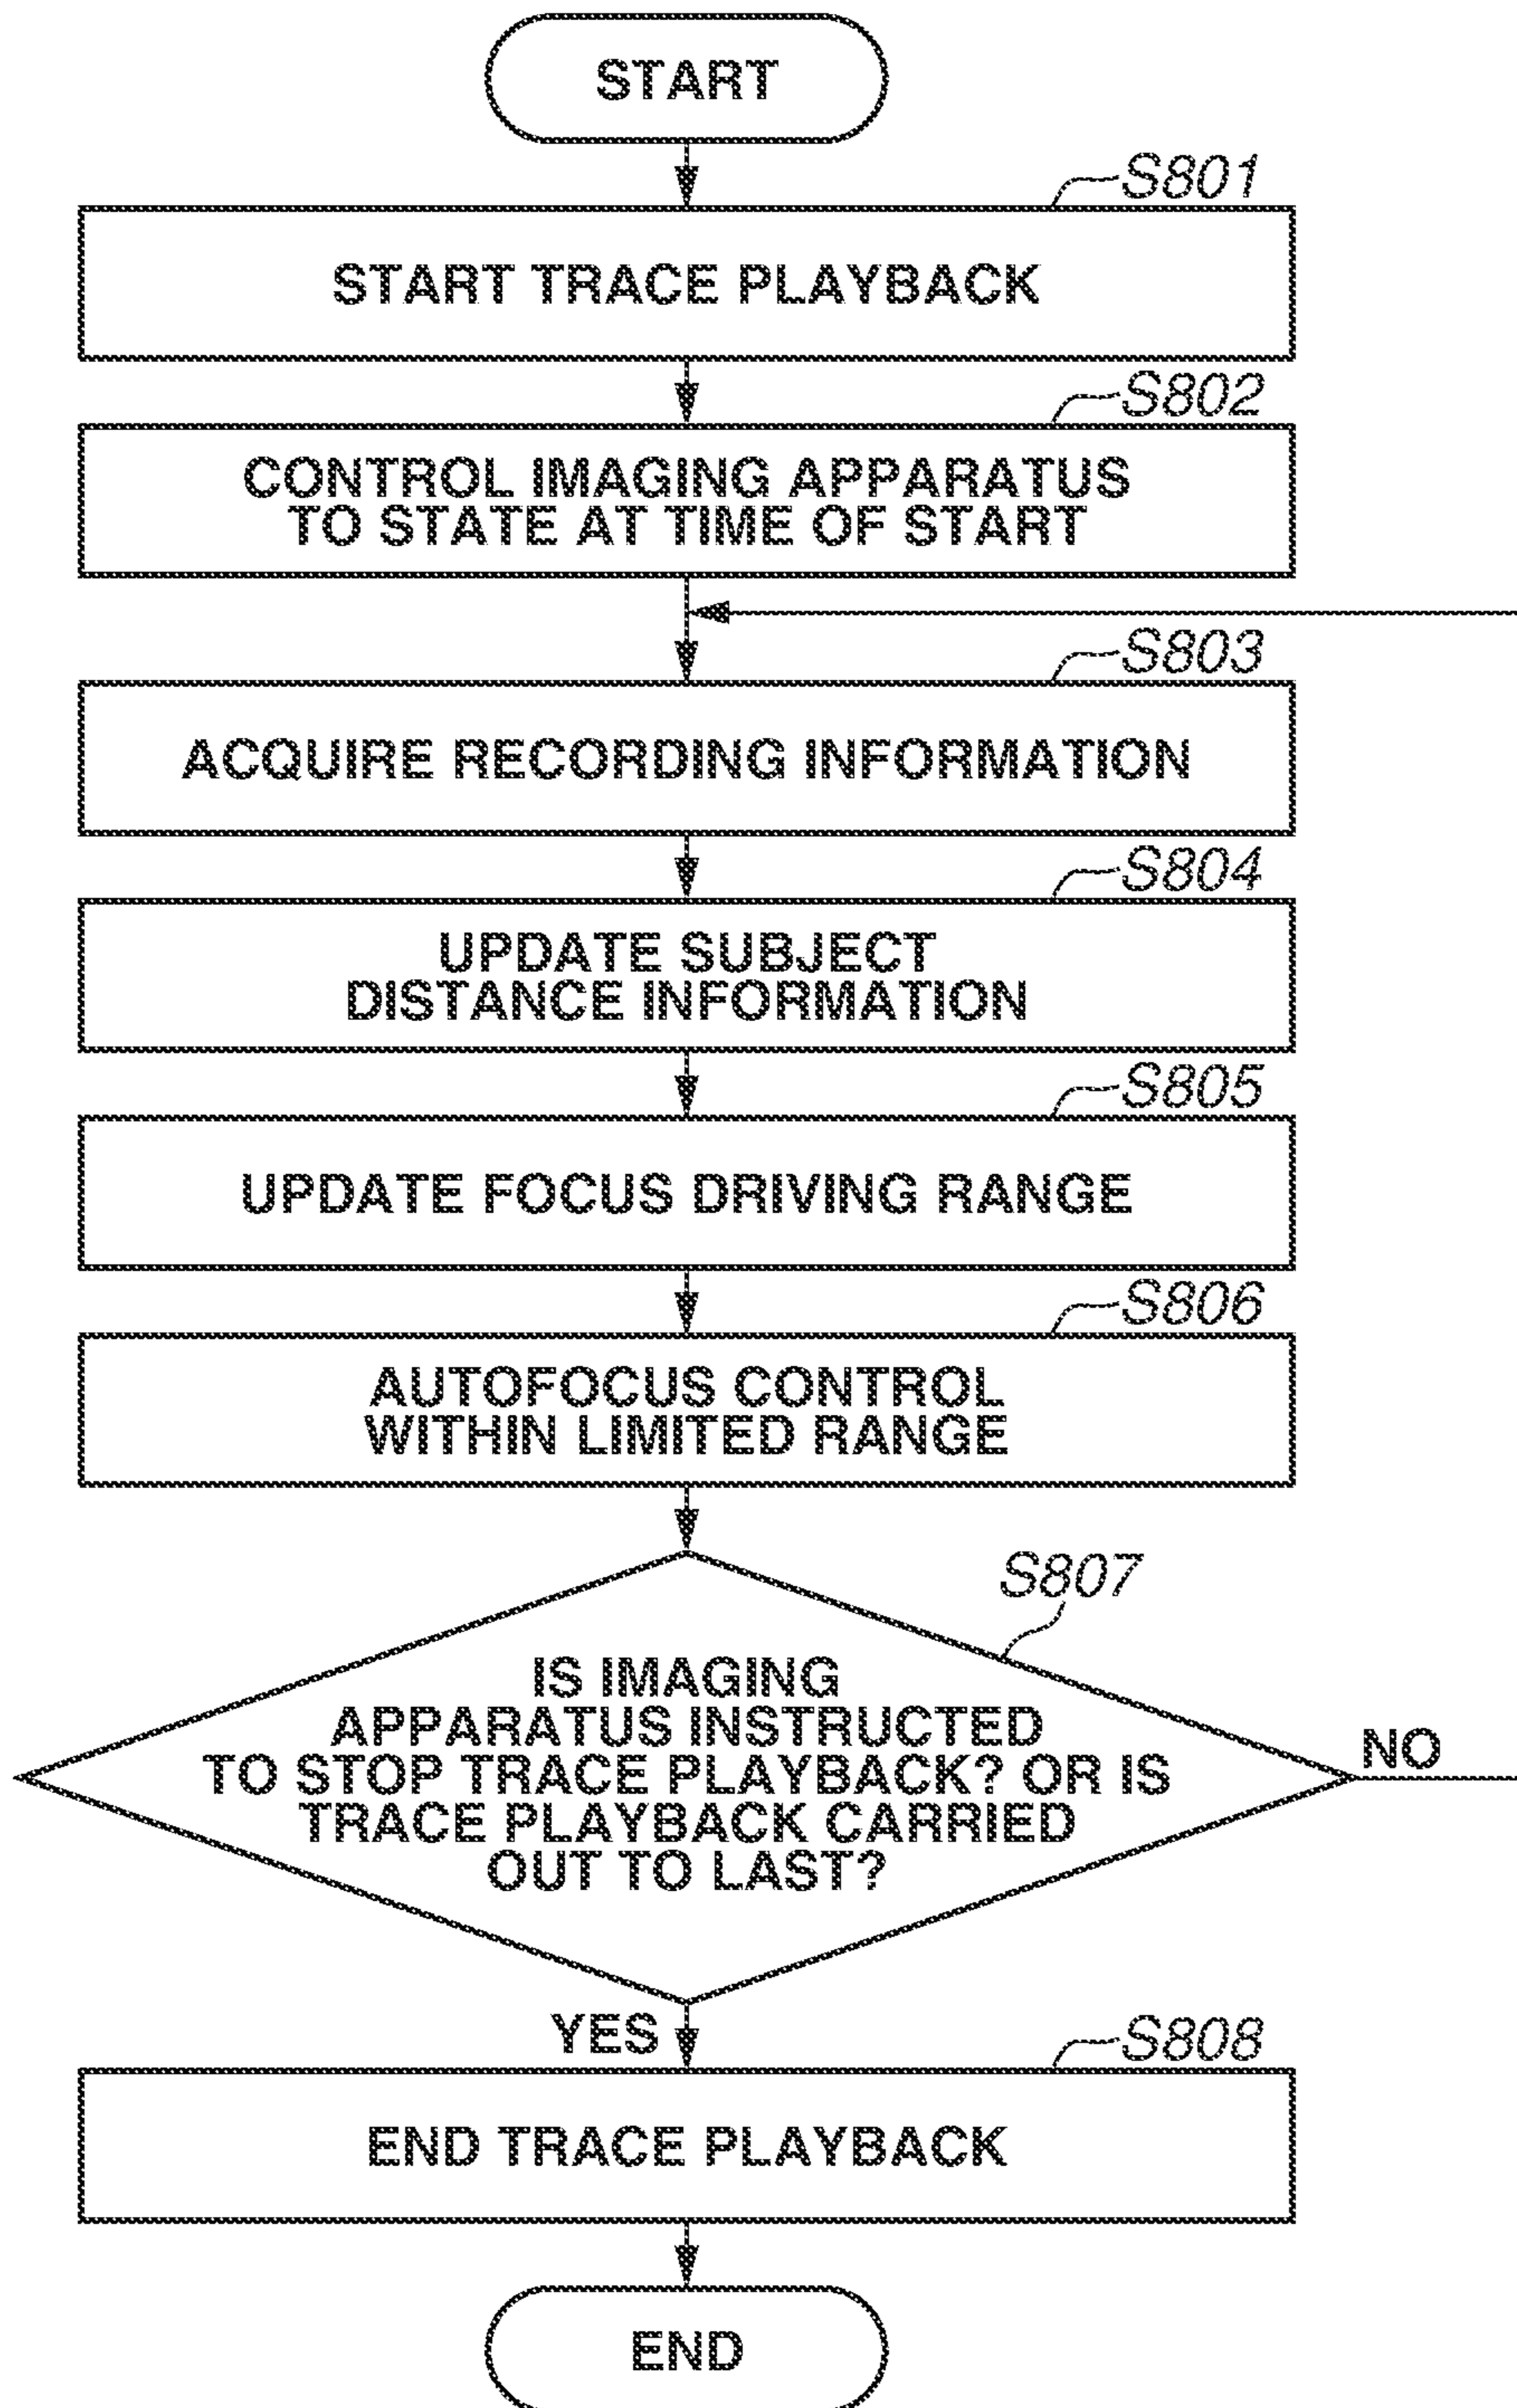 START
S801
START TRACE PLAYBACK
S802
CONTROL IMAGING APPARATUS
TO STATE AT TIME OF START
S803
ACQUIRE RECORDING INFORMATION
S804
UPDATE SUBJECT
DISTANCE INFORMATION
S805
UPDATE FOCUS DRIVING RANGE
S806
AUTOFOCUS CONTROL
WITHIN LIMITED RANGE
S807
IS IMAGING
APPARATUS INSTRUCTED
TO STOP TRACE PLAYBACK? OR IS
TRACE PLAYBACK CARRIED
OUT TO LAST?
NO
YES
S808
END TRACE PLAYBACK
END